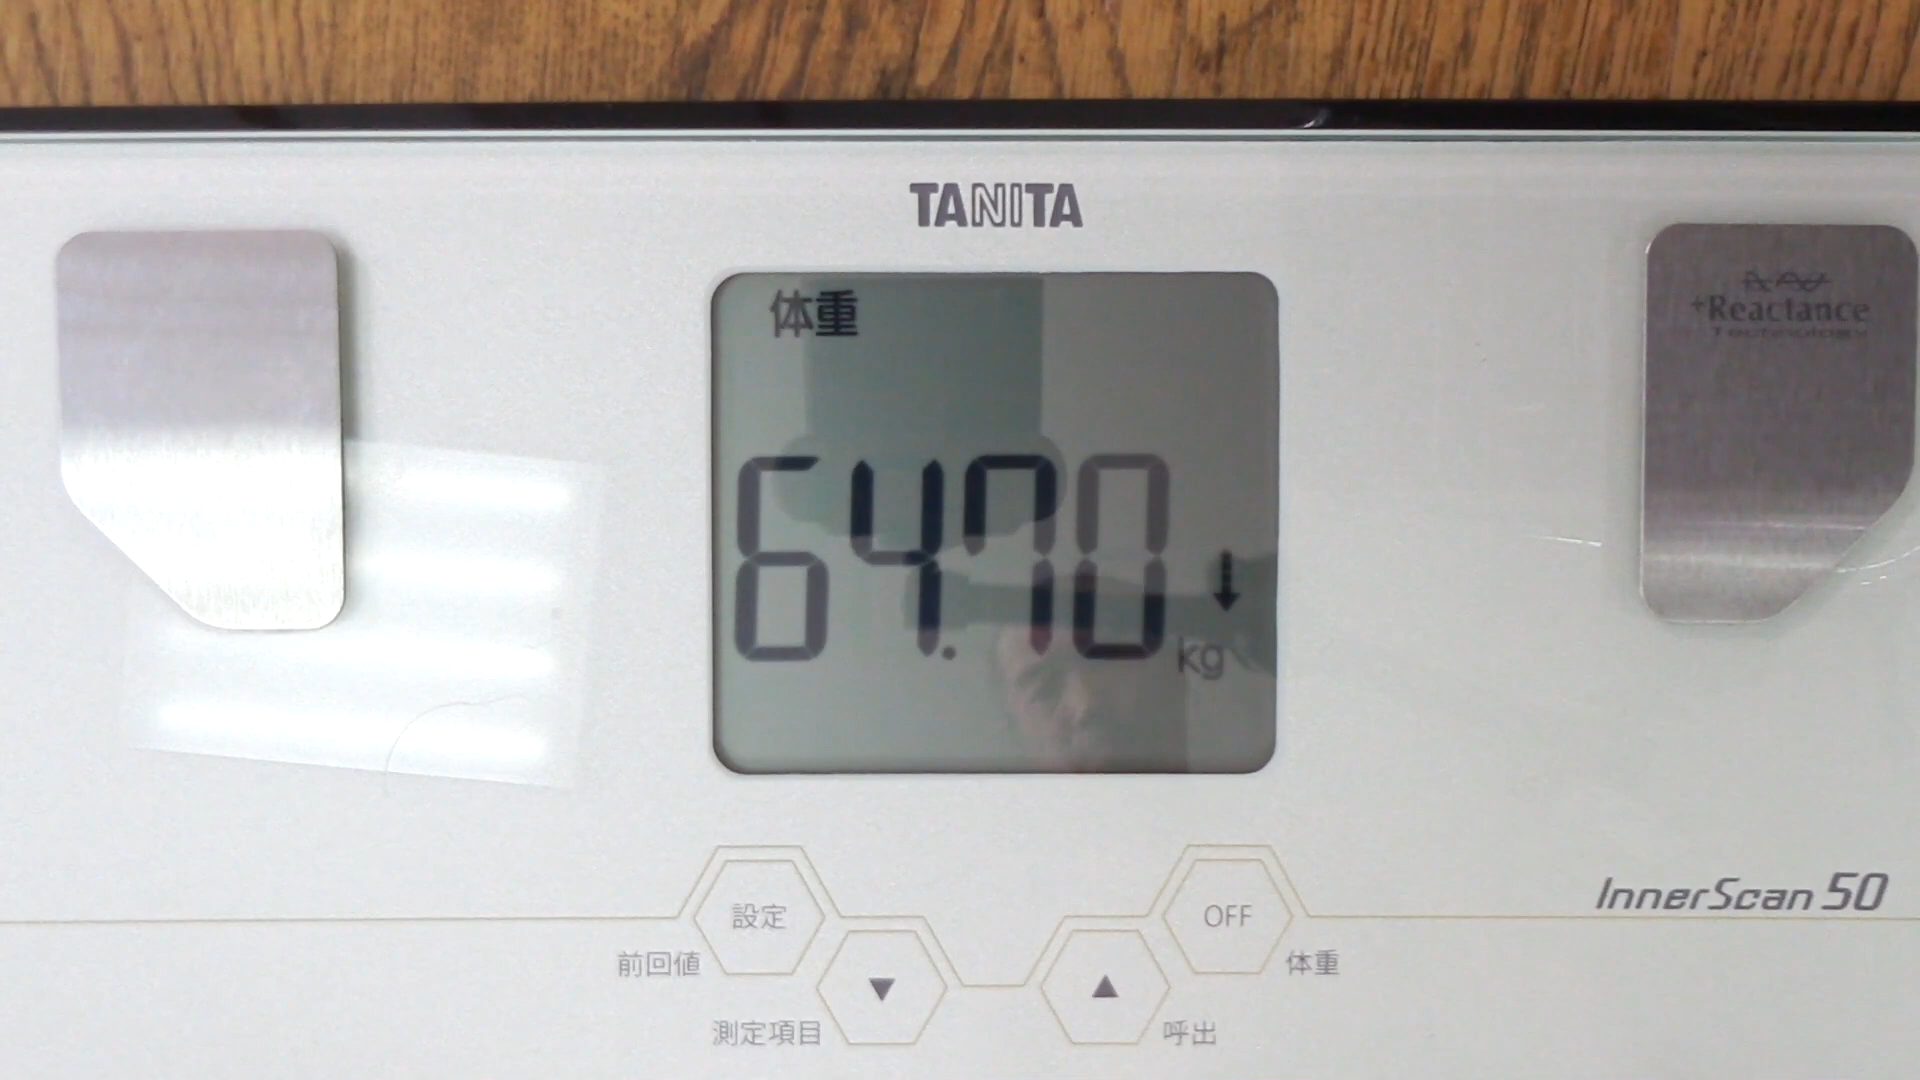 TANITA
体重
64.70
kg
+Reactance
Technology
InnerScan 50
設定
OFF
前回値
体重
▼
▲
測定項目
呼出